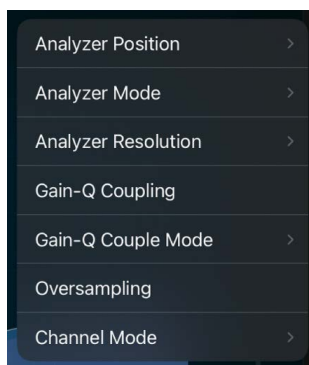 Analyzer Position
Analyzer Mode
Analyzer Resolution
Gain-Q Coupling
Gain-Q Couple Mode
Oversampling
Channel Mode